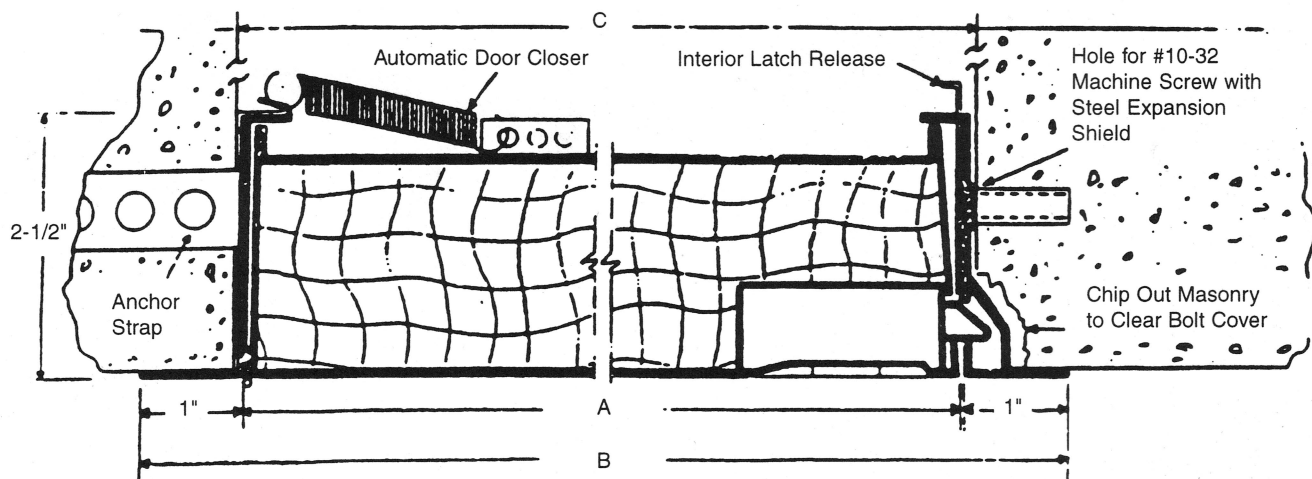 C
Automatic Door Closer
Interior Latch Release
Hole for #10-32
Machine Screw with
Steel Expansion
Shield
2-1/2"
Anchor
Strap
Chip Out Masonry
to Clear Bolt Cover
1"
A
1"
B